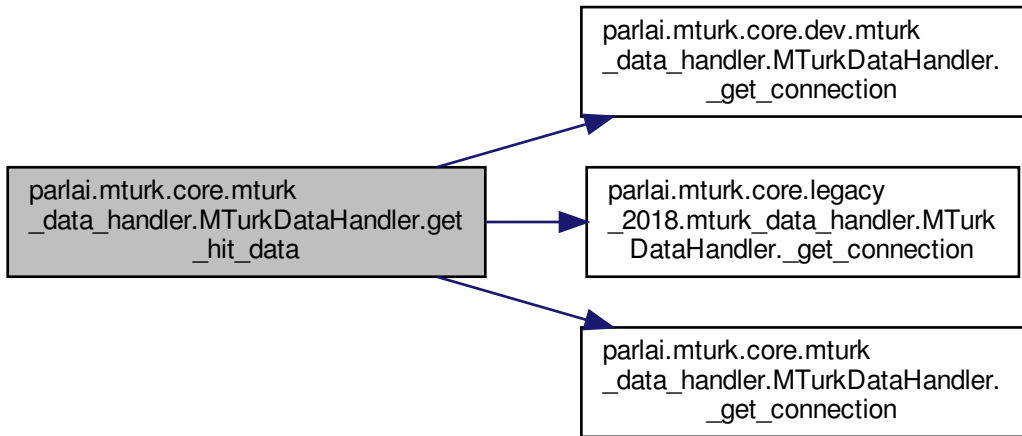 parlai.mturk.core.dev.mturk
_data_handler.MTurkDataHandler.
_get_connection
parlai.mturk.core.mturk
_data_handler.MTurkDataHandler.get
_hit_data
parlai.mturk.core.legacy
_2018.mturk_data_handler.MTurk
DataHandler._get_connection
parlai.mturk.core.mturk
_data_handler.MTurkDataHandler.
_get_connection